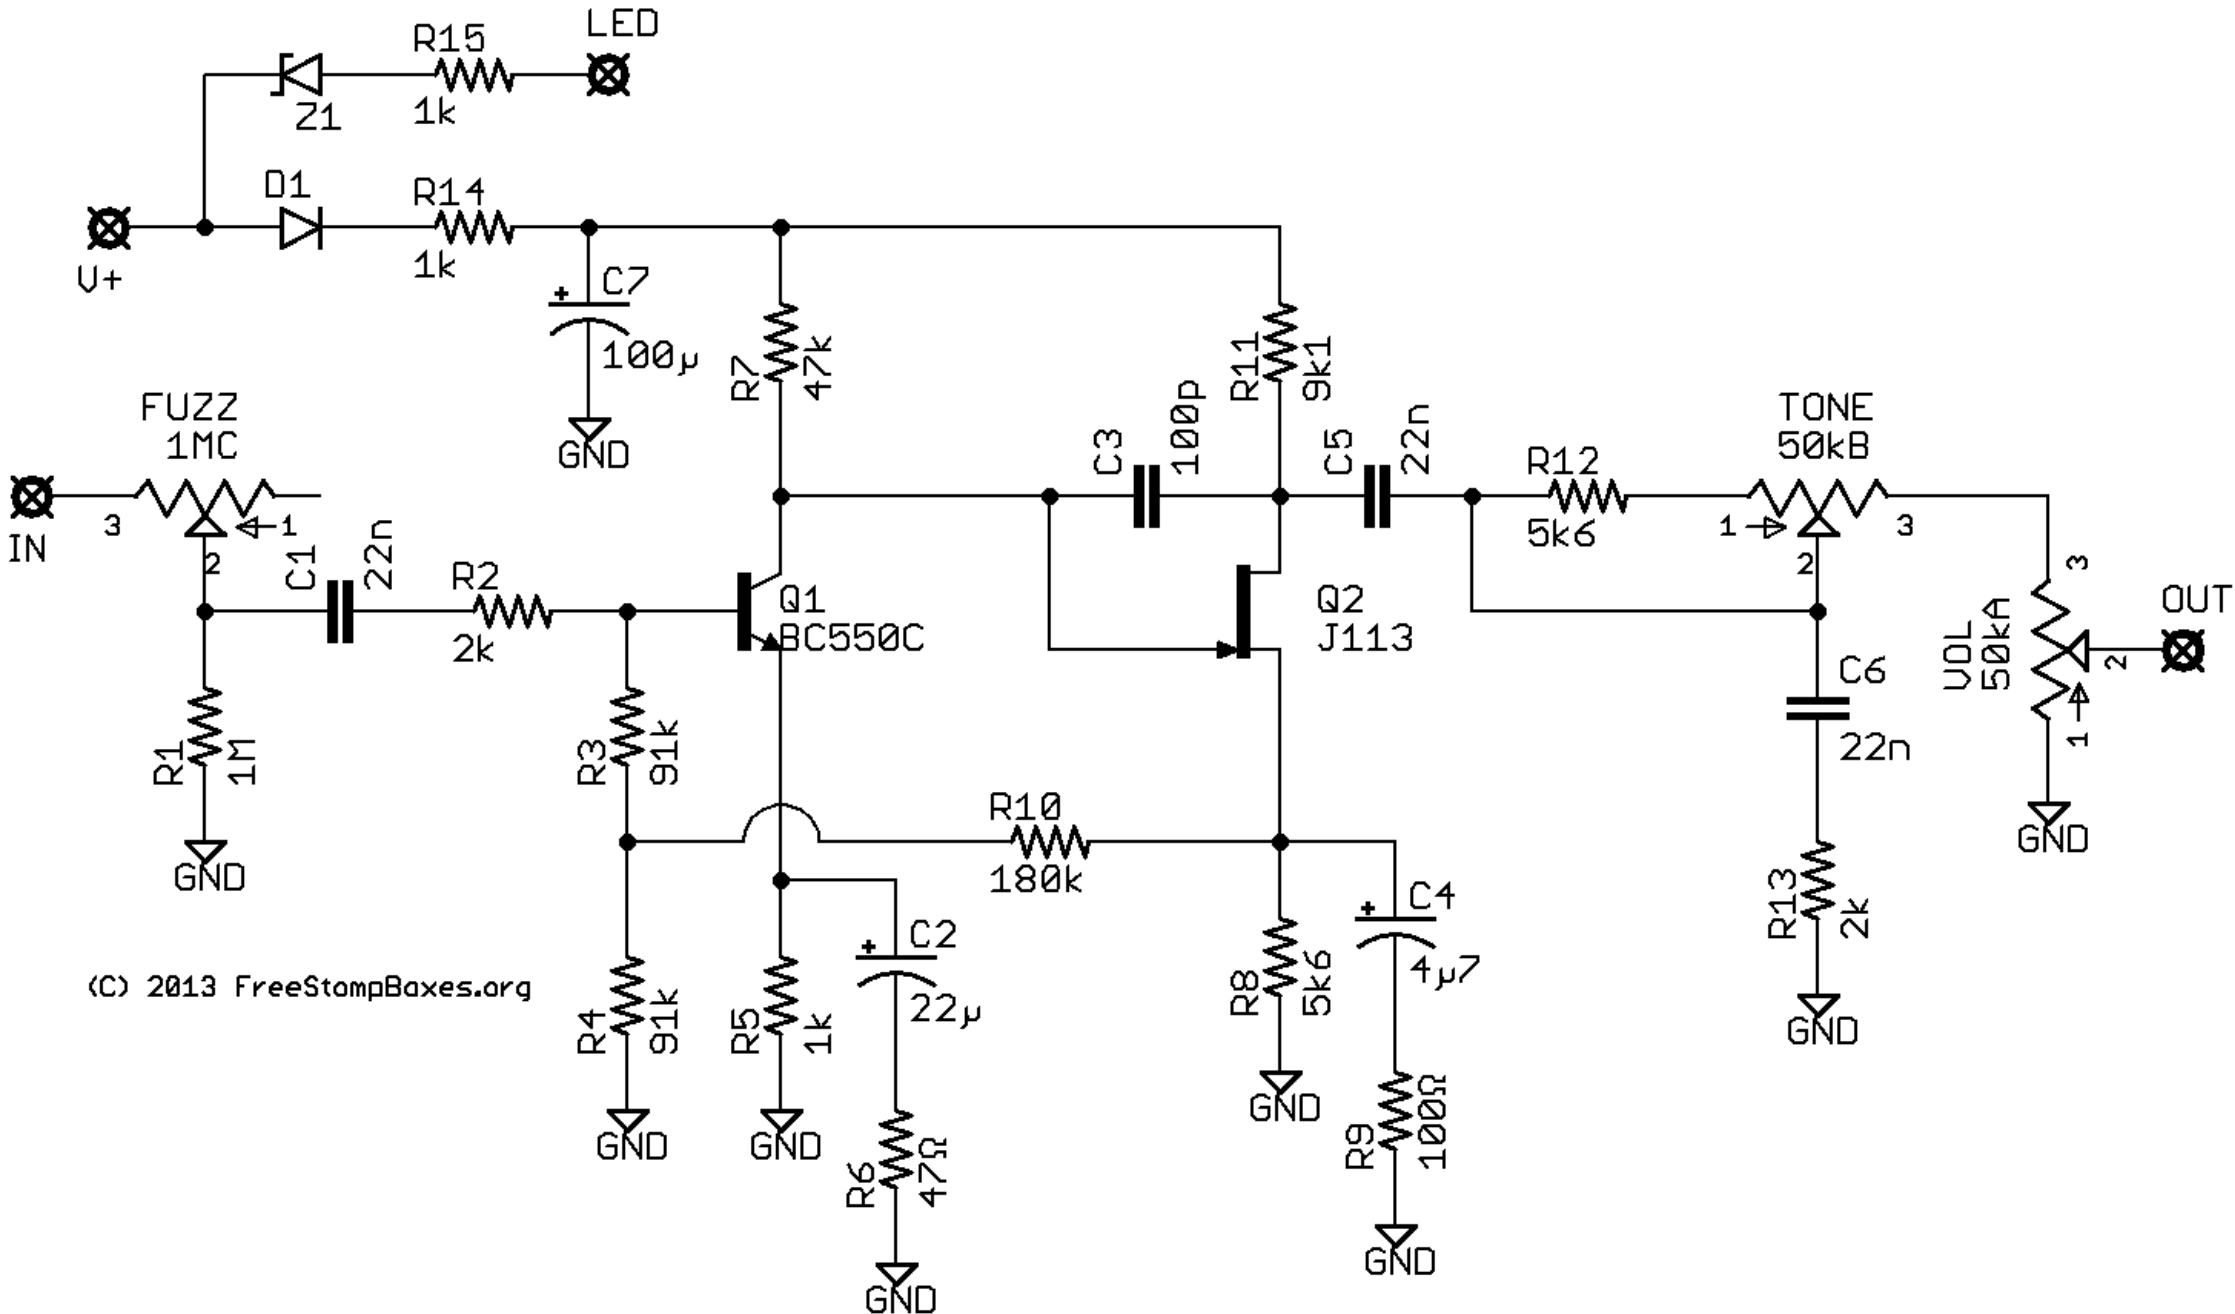 LED
R15
1k
Z1
D1
R14
1k
V+
C7
100µ
GND
R7
47k
R11
9k1
FUZZ
1MC
3
1
2
IN
C1
22n
R2
2k
Q1
BC550C
C3
100p
C5
22n
Q2
J113
R12
5k6
TONE
50kB
1
3
2
3
VOL
50kA
2
1
OUT
C6
22n
GND
R1
1M
GND
R3
91k
R10
180k
R13
2k
GND
C2
22µ
C4
4µ7
R4
91k
GND
R5
1k
GND
R8
5k6
GND
R6
47Ω
GND
R9
100Ω
GND
(C) 2013 FreeStompBoxes.org